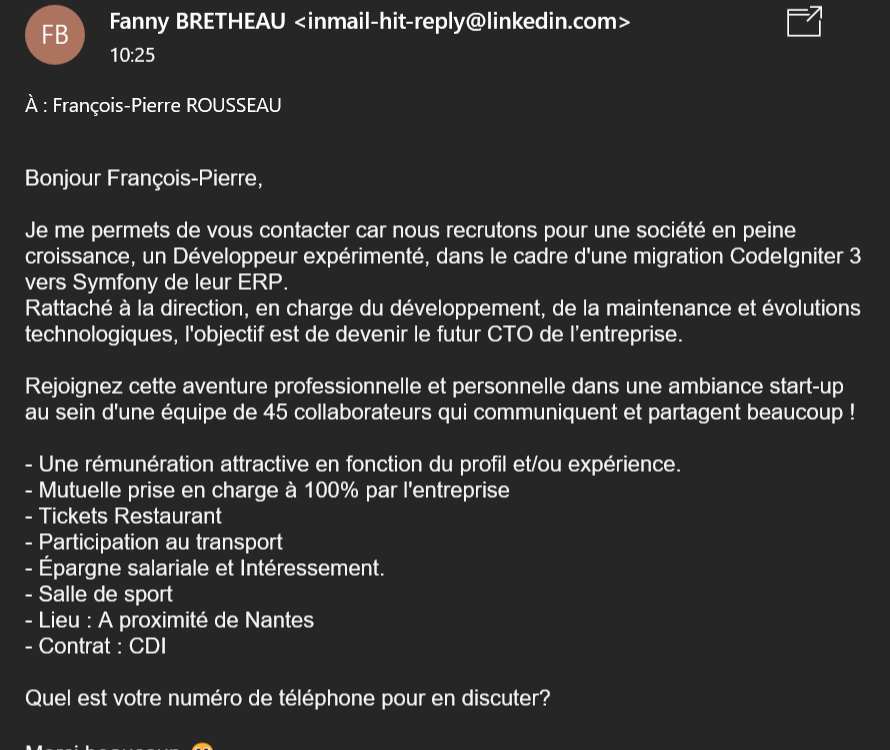 FB
Fanny BRETHEAU <inmail-hit-reply@linkedin.com>
10:25
À : François-Pierre ROUSSEAU
Bonjour François-Pierre,
Je me permets de vous contacter car nous recrutons pour une société en peine
croissance, un Développeur expérimenté, dans le cadre d'une migration CodeIgniter 3
vers Symfony de leur ERP.
Rattaché à la direction, en charge du développement, de la maintenance et évolutions
technologiques, l'objectif est de devenir le futur CTO de l’entreprise.
Rejoignez cette aventure professionnelle et personnelle dans une ambiance start-up
au sein d'une équipe de 45 collaborateurs qui communiquent et partagent beaucoup !
- Une rémunération attractive en fonction du profil et/ou expérience.
- Mutuelle prise en charge à 100% par l'entreprise
- Tickets Restaurant
- Participation au transport
- Épargne salariale et Intéressement.
- Salle de sport
- Lieu : A proximité de Nantes
- Contrat : CDI
Quel est votre numéro de téléphone pour en discuter?
Merci beaucoup